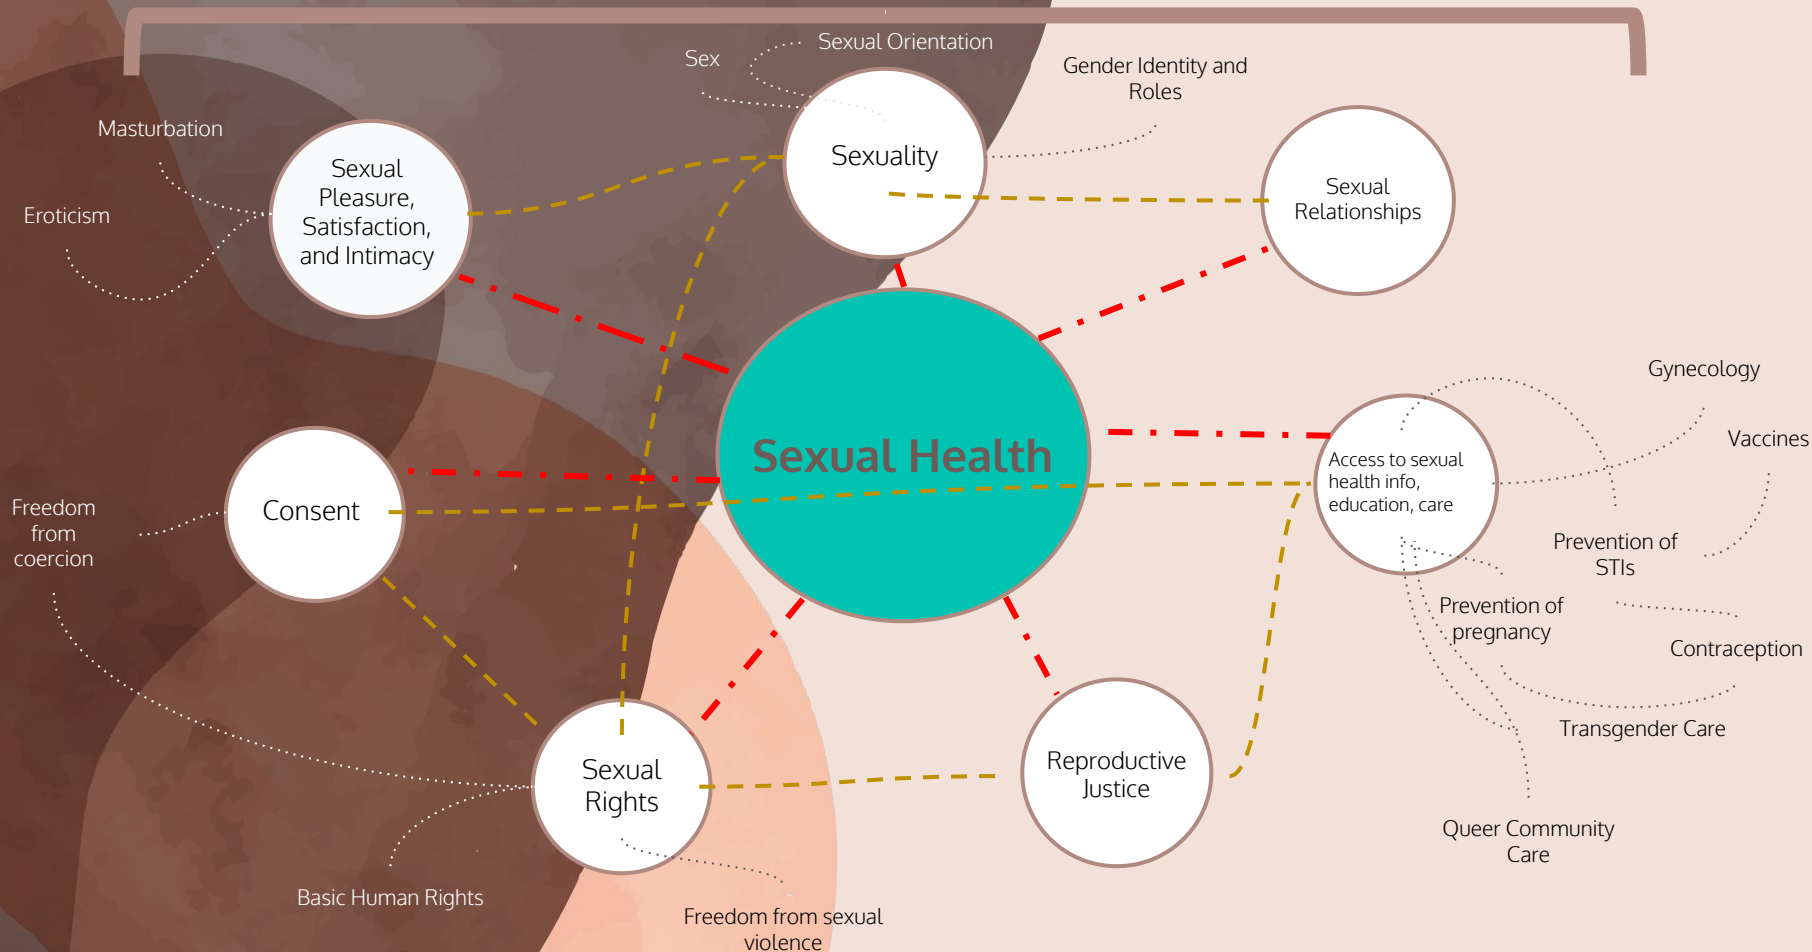 Sexual Orientation
Sex
Gender Identity and
Roles
Masturbation
Eroticism
Sexual
Pleasure,
Satisfaction,
and Intimacy
Sexuality
Sexual
Relationships
Sexual Health
Gynecology
Vaccines
Access to sexual
health info,
education, care
Consent
Freedom
from
coercion
Prevention of
STIs
Prevention of
pregnancy
Contraception
Transgender Care
Queer Community
Care
Sexual
Rights
Reproductive
Justice
Basic Human Rights
Freedom from sexual
violence